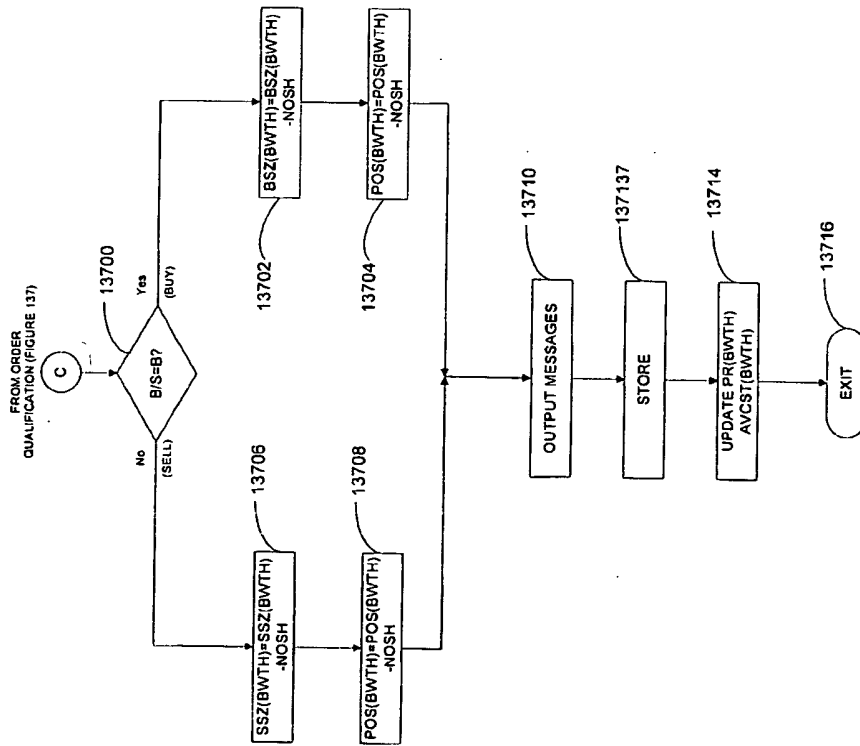 FROM ORDER
QUALIFICATION (FIGURE 137)
C
13700
B/S=B?
No
(SELL)
Yes
(BUY)
SSZ(BWTH)=SSZ(BWTH)
-NOSH
13706
POS(BWTH)=POS(BWTH)
-NOSH
13708
BSZ(BWTH)=BSZ(BWTH)
-NOSH
13702
POS(BWTH)=POS(BWTH)
-NOSH
13704
OUTPUT MESSAGES
13710
STORE
137137
UPDATE PR(BWTH)
AVCST(BWTH)
13714
EXIT
13716